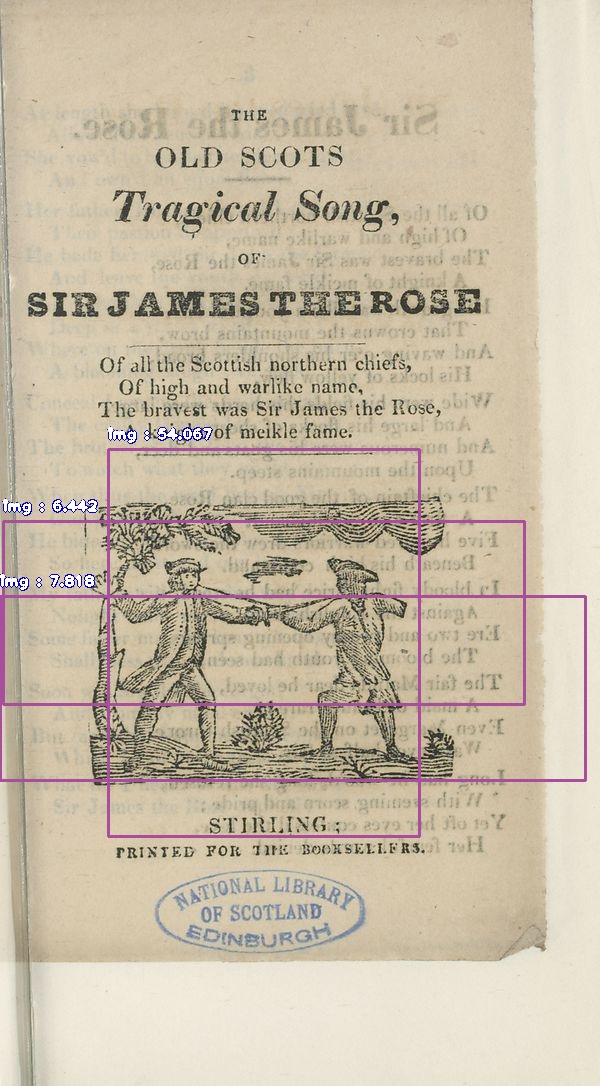 THE
OLD SCOTS
Tragical Song,
OF
SIR JAMES THE ROSE
Of all the Scottish northern chiefs,
Of high and warlike name,
The bravest was Sir James the Rose,
A knight of meikle fame.
img : 54.067
img : 6.442
img : 7.818
STIRLING;
PRINTED FOR THE BOOKSELLERS.
NATIONAL LIBRARY
OF SCOTLAND
EDINBURGH